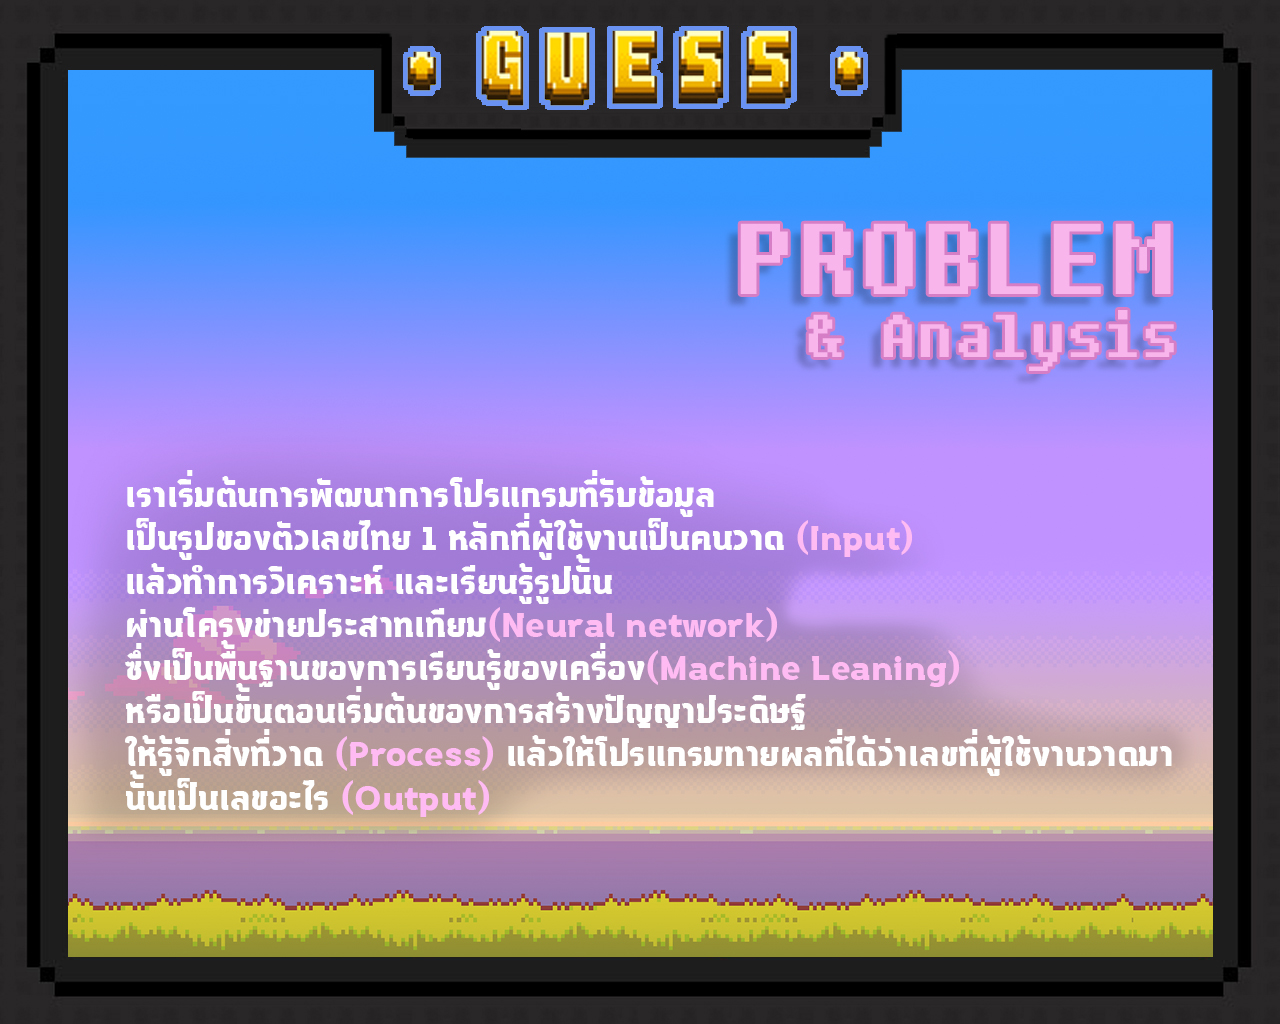 GUESS
PROBLEM
& Analysis
เราเริ่มต้นการพัฒนาการโปรแกรมที่รับข้อมูล
เป็นรูปของตัวเลขไทย 1 หลักที่ผู้ใช้งานเป็นคนวาด (Input)
แล้วทำการวิเคราะห์ และเรียนรู้รูปนั้น
ผ่านโครงข่ายประสาทเทียม(Neural network)
ซึ่งเป็นพื้นฐานของการเรียนรู้ของเครื่อง(Machine Leaning)
หรือเป็นขั้นตอนเริ่มต้นของการสร้างปัญญาประดิษฐ์
ให้รู้จักสิ่งที่วาด (Process) แล้วให้โปรแกรมทายผลที่ได้ว่าเลขที่ผู้ใช้งานวาดมา
นั้นเป็นเลขอะไร (Output)